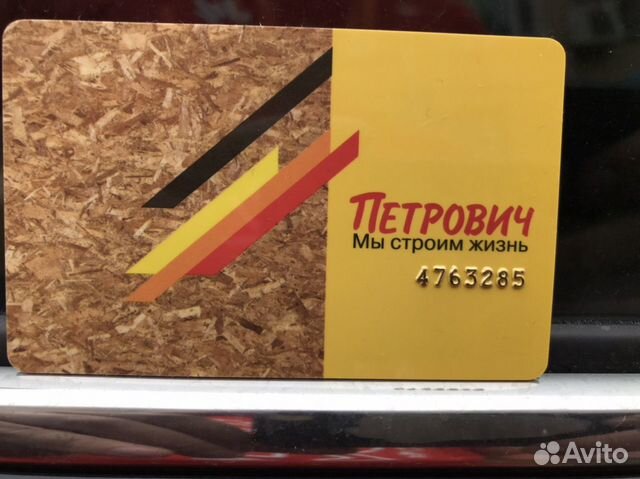 ПЕТРОВИЧ
Мы строим жизнь
4763285
Avito